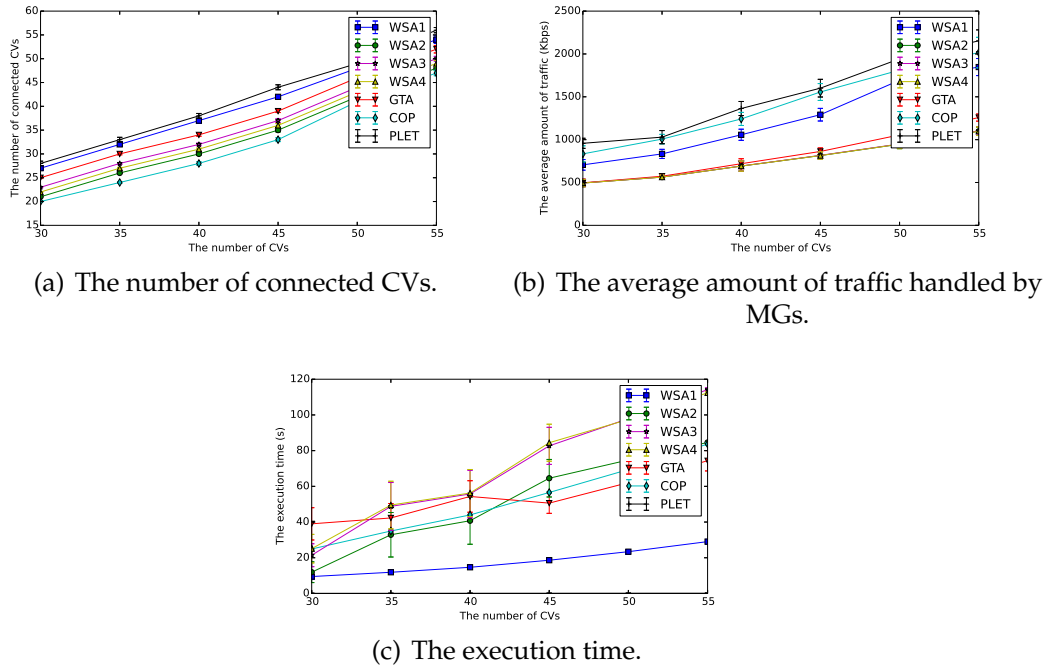 60
55
50
45
40
35
30
25
20
15
30 35 40 45 50 55
The number of connected CVs
The number of CVs
WSA1
WSA2
WSA3
WSA4
GTA
COP
PLET
(a) The number of connected CVs.
2500
2000
1500
1000
500
0
30 35 40 45 50 55
The average amount of traffic (Kbps)
The number of CVs
WSA1
WSA2
WSA3
WSA4
GTA
COP
PLET
(b) The average amount of traffic handled by
MGs.
120
100
80
60
40
20
0
30 35 40 45 50 55
The execution time (s)
The number of CVs
WSA1
WSA2
WSA3
WSA4
GTA
COP
PLET
(c) The execution time.